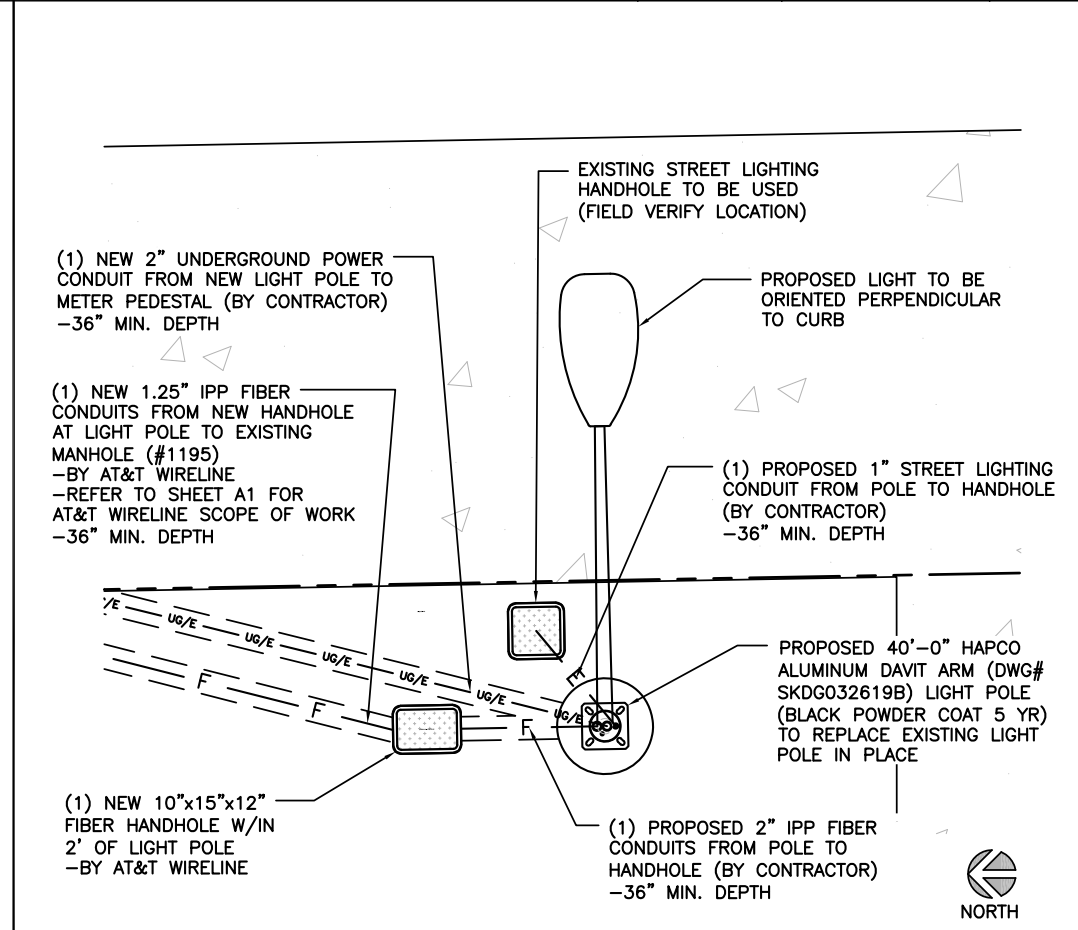 EXISTING STREET LIGHTING
HANDHOLE TO BE USED
(FIELD VERIFY LOCATION)
(1) NEW 2" UNDERGROUND POWER
CONDUIT FROM NEW LIGHT POLE TO
METER PEDESTAL (BY CONTRACTOR)
-36" MIN. DEPTH
PROPOSED LIGHT TO BE
ORIENTED PERPENDICULAR
TO CURB
(1) NEW 1.25" IPP FIBER
CONDUITS FROM NEW HANDHOLE
AT LIGHT POLE TO EXISTING
MANHOLE (#1195)
-BY AT&T WIRELINE
-REFER TO SHEET A1 FOR
AT&T WIRELINE SCOPE OF WORK
-36" MIN. DEPTH
(1) PROPOSED 1" STREET LIGHTING
CONDUIT FROM POLE TO HANDHOLE
(BY CONTRACTOR)
-36" MIN. DEPTH
/E
UG/E
UG/E
UG/E
UG/E
UG/E
UG/E
F
F
F
PROPOSED 40'-0" HAPCO
ALUMINUM DAVIT ARM (DWG#
SKDG032619B) LIGHT POLE
(BLACK POWDER COAT 5 YR)
TO REPLACE EXISTING LIGHT
POLE IN PLACE
(1) NEW 10"x15"x12"
FIBER HANDHOLE W/IN
2' OF LIGHT POLE
-BY AT&T WIRELINE
(1) PROPOSED 2" IPP FIBER
CONDUITS FROM POLE TO
HANDHOLE (BY CONTRACTOR)
-36" MIN. DEPTH
NORTH